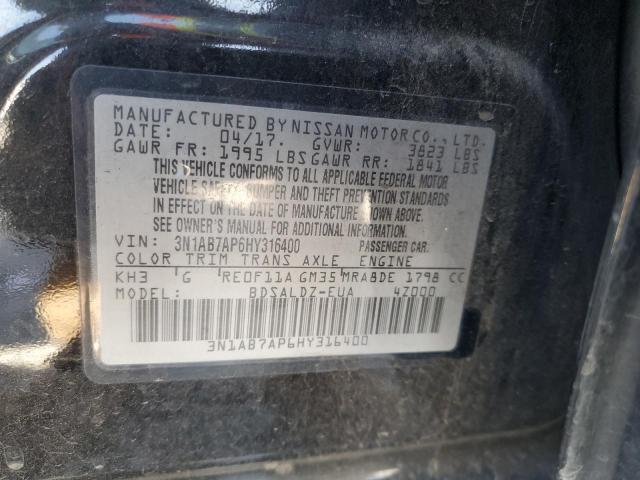 MANUFACTURED BY NISSAN MOTOR CO., LTD.
DATE: 04/17. GVWR: 3623 LBS
GAWR FR: 1995 LBS GAWR RR: 1841 LBS
THIS VEHICLE CONFORMS TO ALL APPLICABLE FEDERAL MOTOR
VEHICLE SAFETY, BUMPER AND THEFT PREVENTION STANDARDS
IN EFFECT ON THE DATE OF MANUFACTURE SHOWN ABOVE.
SEE OWNER'S MANUAL FOR ADDITIONAL INFORMATION.
VIN: 3N1AB7AP6HY316400 PASSENGER CAR.
COLOR TRIM TRANS AXLE ENGINE
KH3 'G 'RE0F11A GM35 MRA8DE 1798 CC
MODEL: BDSALDZ-EUA 4Z000
3N1AB7AP6HY316400